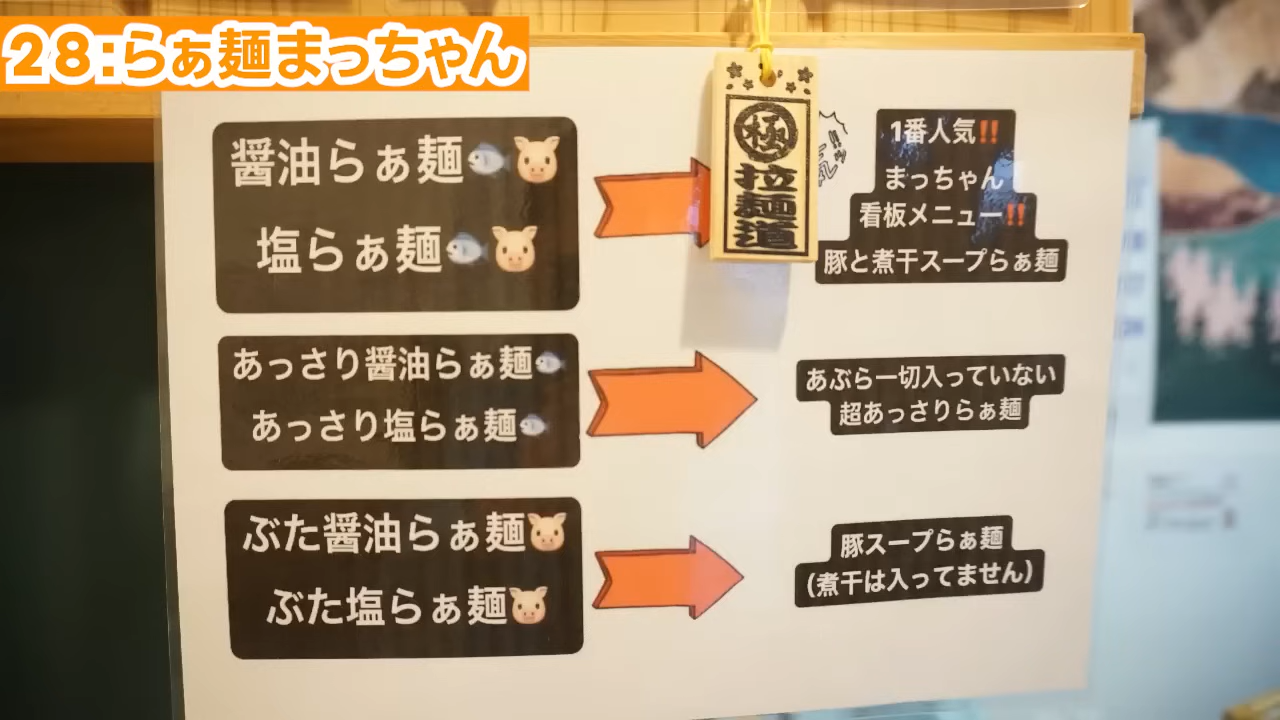 28:らぁ麺まっちゃん
醤油らぁ麺🐟🐷
塩らぁ麺🐟🐷
極
拉麺道
1番人気‼️
まっちゃん
看板メニュー‼️
豚と煮干スープらぁ麺
あっさり醤油らぁ麺🐟
あっさり塩らぁ麺🐟
あぶら一切入っていない
超あっさりらぁ麺
ぶた醤油らぁ麺🐷
ぶた塩らぁ麺🐷
豚スープらぁ麺
(煮干は入ってません)